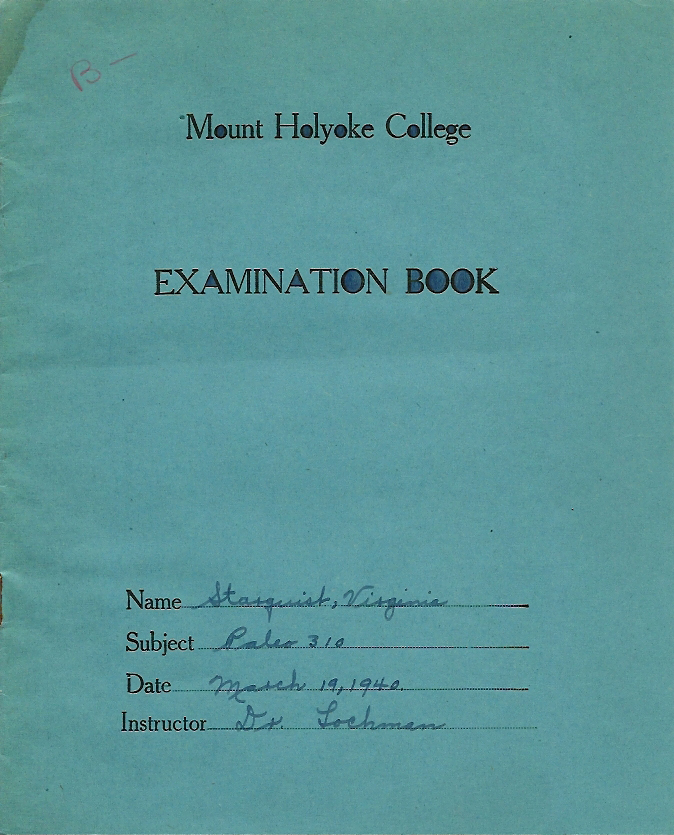 B-
Mount Holyoke College
EXAMINATION BOOK
Name Starquist, Virginia
Subject Paleo 310
Date March 19, 1940.
Instructor Dr. Lochman